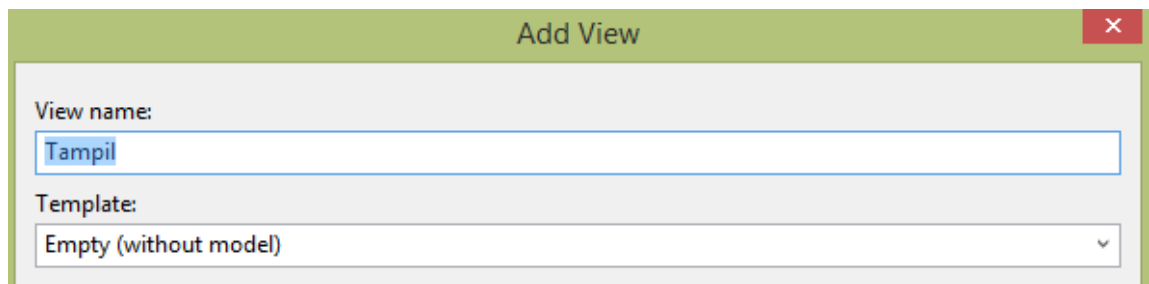 Add View
View name:
Tampil
Template:
Empty (without model)